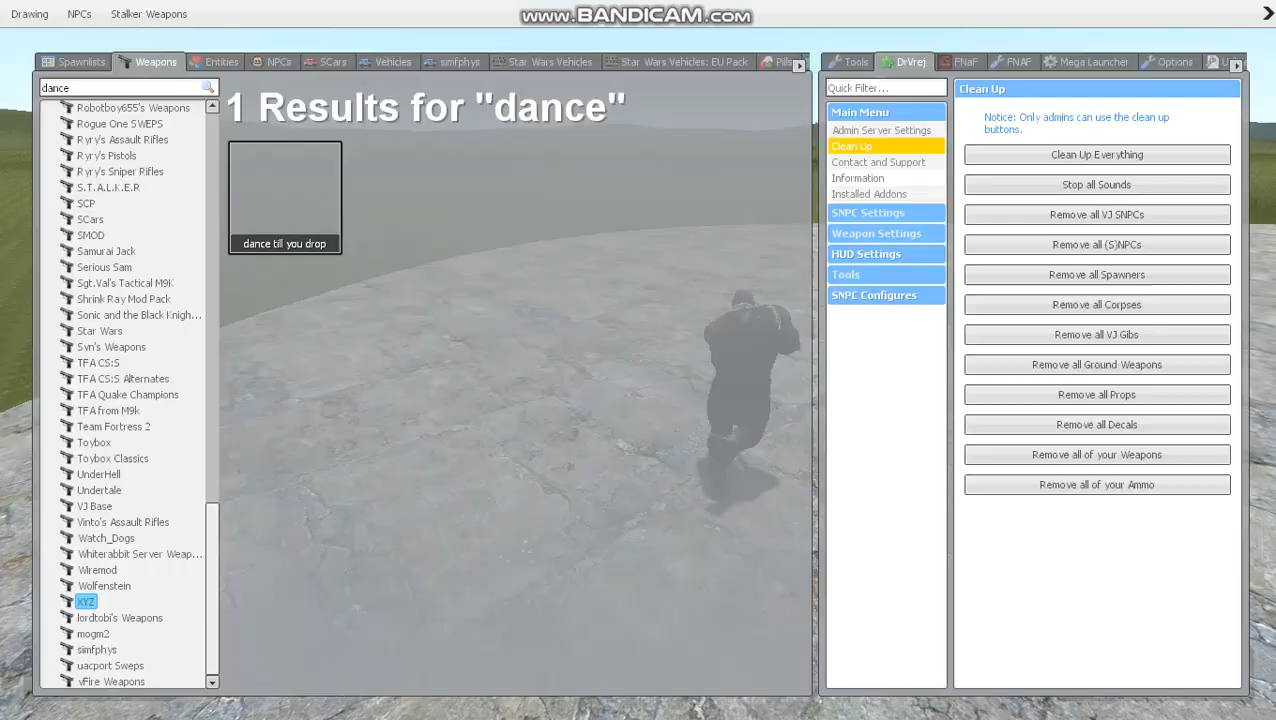 Drawing NPCs Stalker Weapons
www.BANDICAM.com
Spawnlists Weapons Entities NPCs SCars Vehicles simfphys Star Wars Vehicles Star Wars Vehicles: EU Pack Pills
dance
Robotboy655's Weapons
Rogue One SWEPS
Ryry's Assault Rifles
Ryry's Pistols
Ryry's Sniper Rifles
S.T.A.L.K.E.R
SCP
SCars
SMOD
Samurai Jack
Serious Sam
Sgt.Val's Tactical M9K
Shrink Ray Mod Pack
Sonic and the Black Knigh...
Star Wars
Svn's Weapons
TFA CS:S
TFA CS:S Alternates
TFA Quake Champions
TFA from M9k
Team Fortress 2
Toybox
Toybox Classics
UnderHell
Undertale
VJ Base
Vinto's Assault Rifles
Watch_Dogs
Whiterabbit Server Weap...
Wiremod
Wolfenstein
XYZ
lordtobi's Weapons
mogm2
simfphys
uacport Sweps
vFire Weapons
1 Results for "dance"
dance till you drop
Tools DrVrej FNaF FNAF Mega Launcher Options
Quick Filter...
Main Menu
Admin Server Settings
Clean Up
Contact and Support
Information
Installed Addons
SNPC Settings
Weapon Settings
HUD Settings
Tools
SNPC Configures
Clean Up
Notice: Only admins can use the clean up
buttons.
Clean Up Everything
Stop all Sounds
Remove all VJ SNPCs
Remove all (S)NPCs
Remove all Spawners
Remove all Corpses
Remove all VJ Gibs
Remove all Ground Weapons
Remove all Props
Remove all Decals
Remove all of your Weapons
Remove all of your Ammo